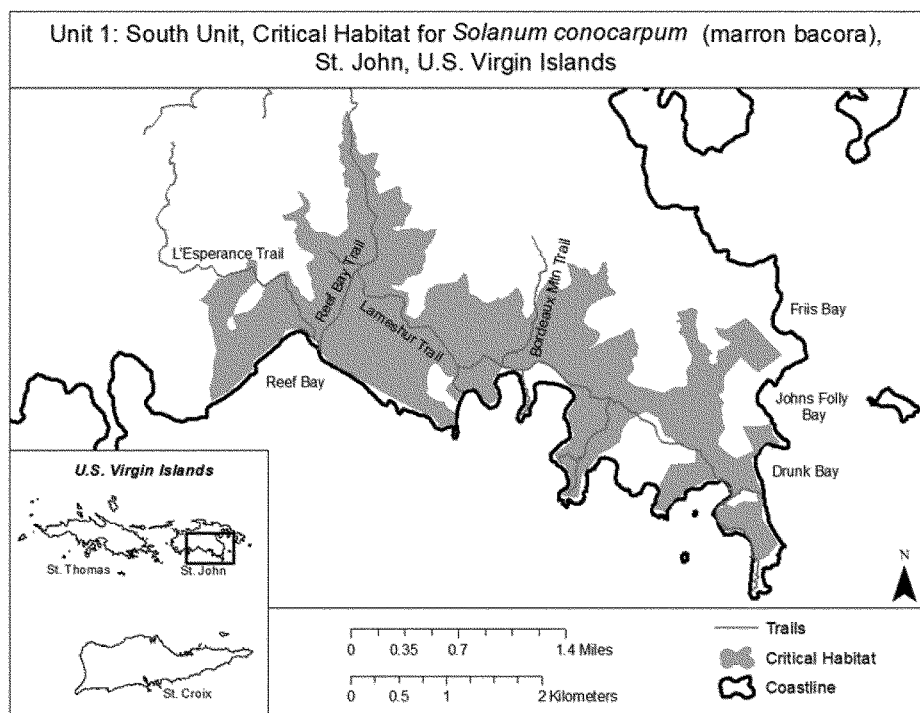 Unit 1: South Unit, Critical Habitat for Solanum conocarpum (marron bacora),
St. John, U.S. Virgin Islands
L'Esperance Trail
Reef Bay Trail
Lameshur Trail
Bordeaux Mtn Trail
Friis Bay
Reef Bay
Johns Folly
Bay
Drunk Bay
U.S. Virgin Islands
St. Thomas
St. John
St. Croix
N
0 0.35 0.7 1.4 Miles
0 0.5 1 2 Kilometers
Trails
Critical Habitat
Coastline